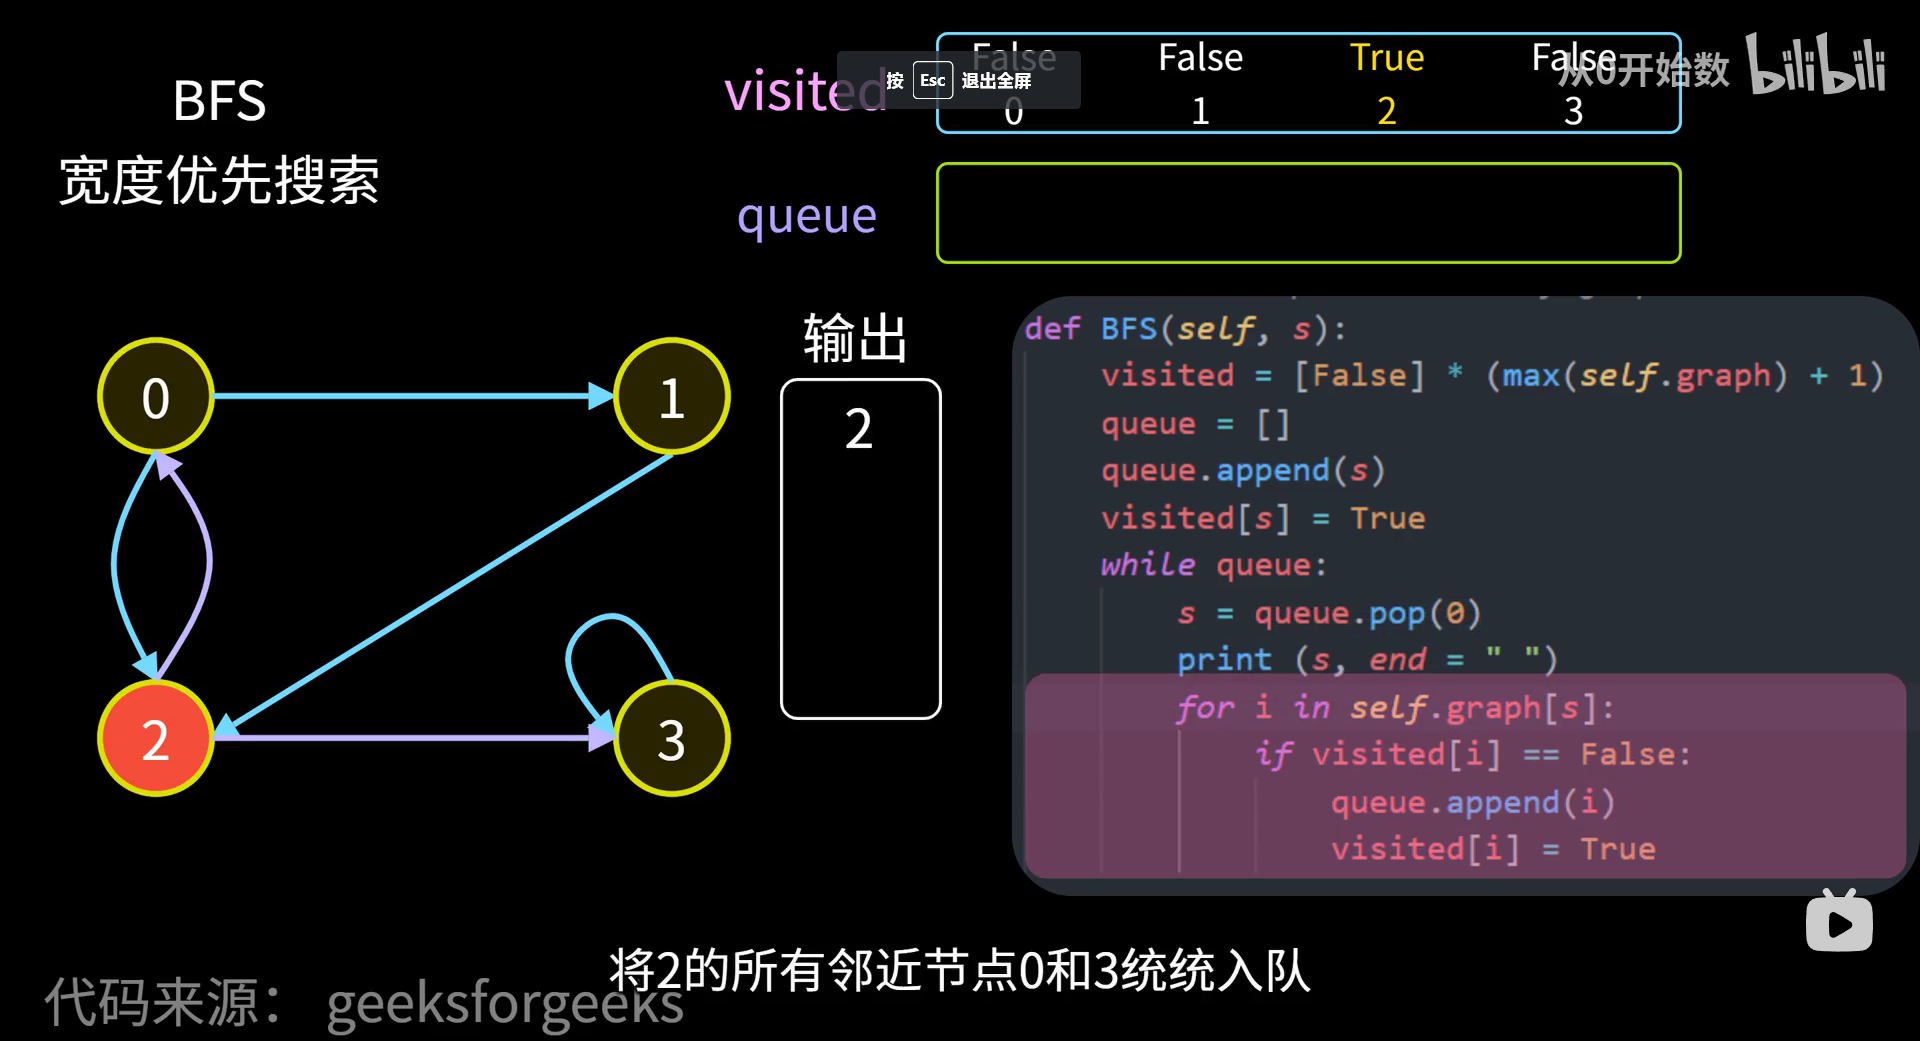 BFS
宽度优先搜索
visited
按 Esc 退出全屏
False False True False
0 1 2 3
从0开始数 bilibili
queue
0
1
2
3
输出
2
def BFS(self, s):
visited = [False] * (max(self.graph) + 1)
queue = []
queue.append(s)
visited[s] = True
while queue:
s = queue.pop(0)
print (s, end = " ")
for i in self.graph[s]:
if visited[i] == False:
queue.append(i)
visited[i] = True
将2的所有邻近节点0和3统统入队
代码来源： geeksforgeeks